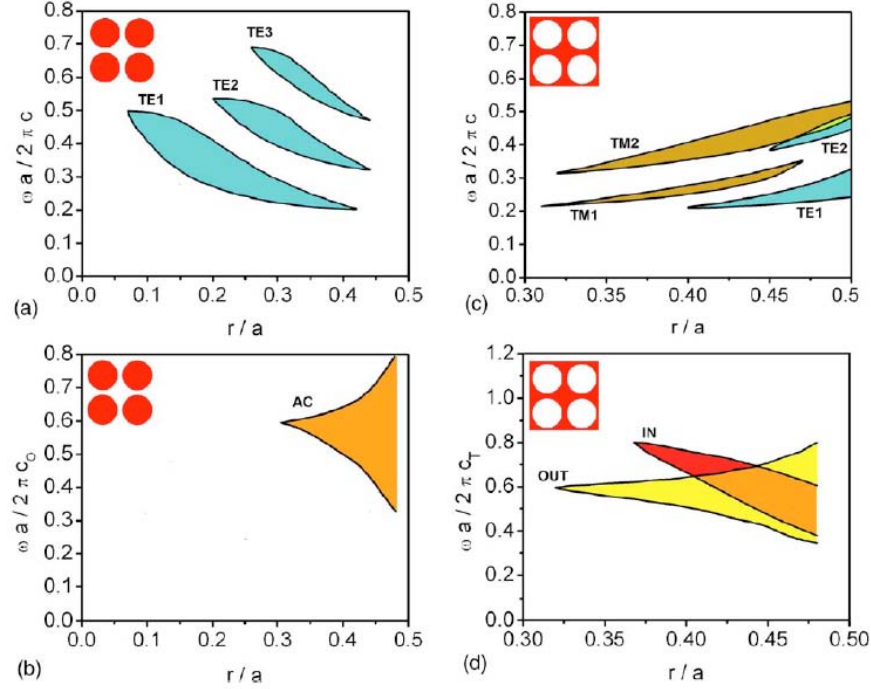 0.8
0.7
0.6
0.5
0.4
0.3
0.2
0.1
0.0
ω a / 2 π c
TE1
TE2
TE3
0.0 0.1 0.2 0.3 0.4 0.5
(a)
r / a
0.8
0.7
0.6
0.5
0.4
0.3
0.2
0.1
0.0
ω a / 2 π c
TM2
TM1
TE2
TE1
0.30 0.35 0.40 0.45 0.50
(c)
r / a
0.8
0.7
0.6
0.5
0.4
0.3
0.2
0.1
0.0
ω a / 2 π c_O
AC
0.0 0.1 0.2 0.3 0.4 0.5
(b)
r / a
1.2
1.0
0.8
0.6
0.4
0.2
0.0
ω a / 2 π c_T
IN
OUT
0.30 0.35 0.40 0.45 0.50
(d)
r / a